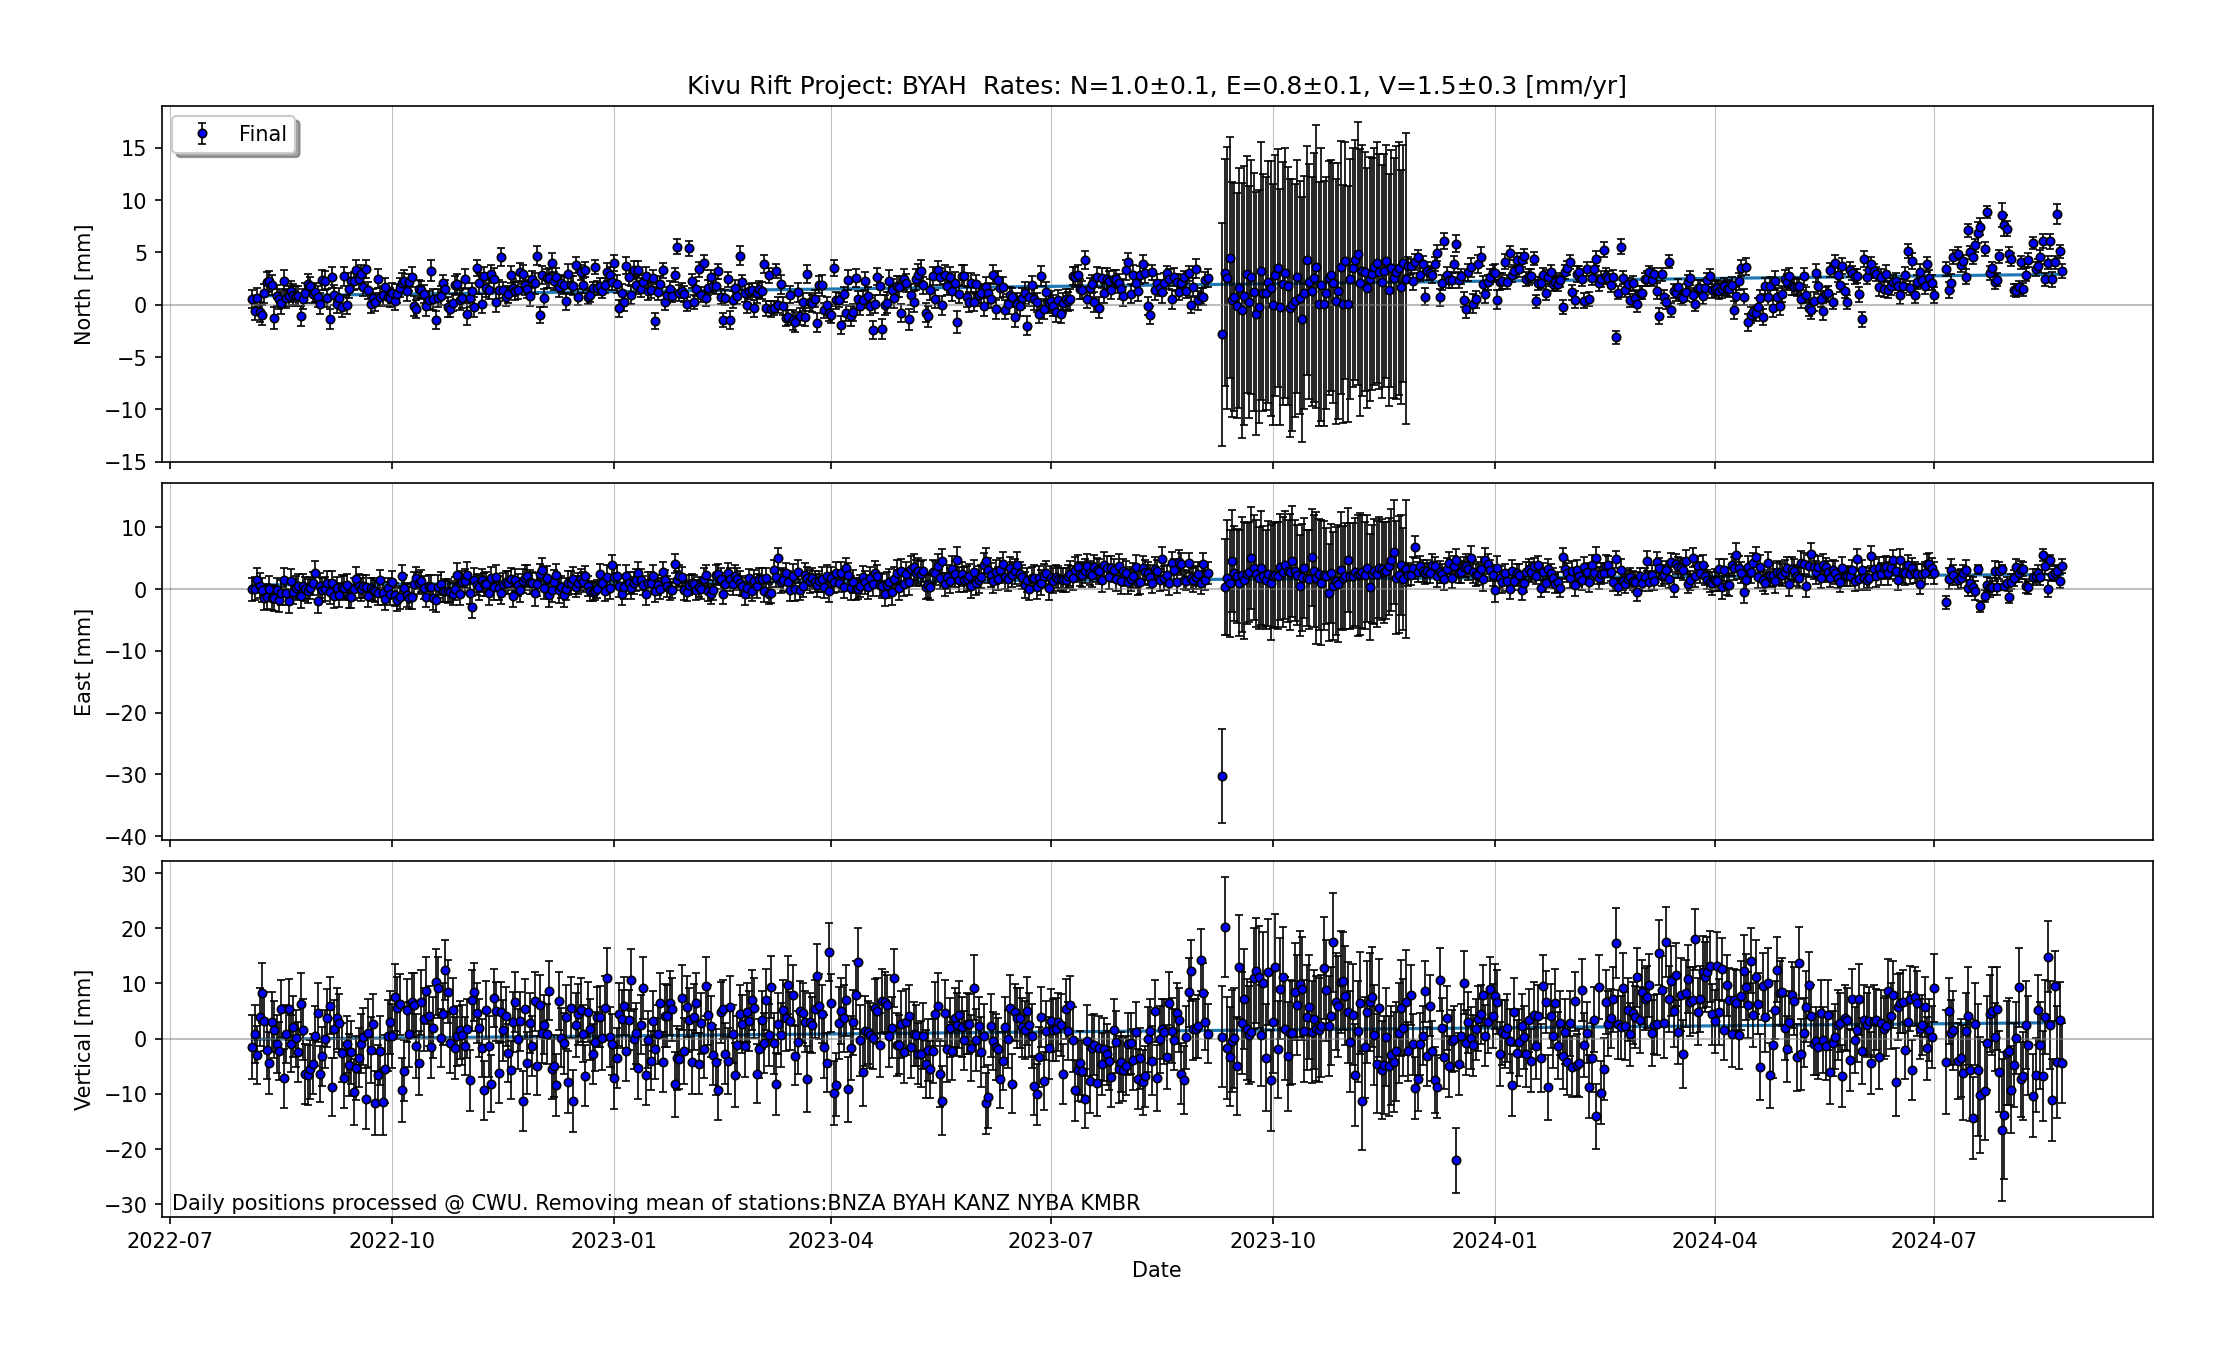 Kivu Rift Project: BYAH  Rates: N=1.0±0.1, E=0.8±0.1, V=1.5±0.3 [mm/yr]
Final
North [mm]
15
10
5
0
−5
−10
−15
East [mm]
10
0
−10
−20
−30
−40
Vertical [mm]
30
20
10
0
−10
−20
−30
Daily positions processed @ CWU. Removing mean of stations:BNZA BYAH KANZ NYBA KMBR
2022-07 2022-10 2023-01 2023-04 2023-07 2023-10 2024-01 2024-04 2024-07
Date